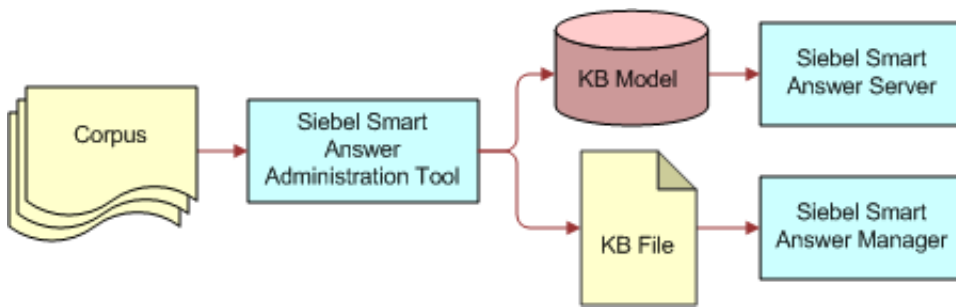 Corpus
Siebel Smart
Answer
Administration Tool
KB Model
Siebel Smart
Answer Server
KB File
Siebel Smart
Answer Manager